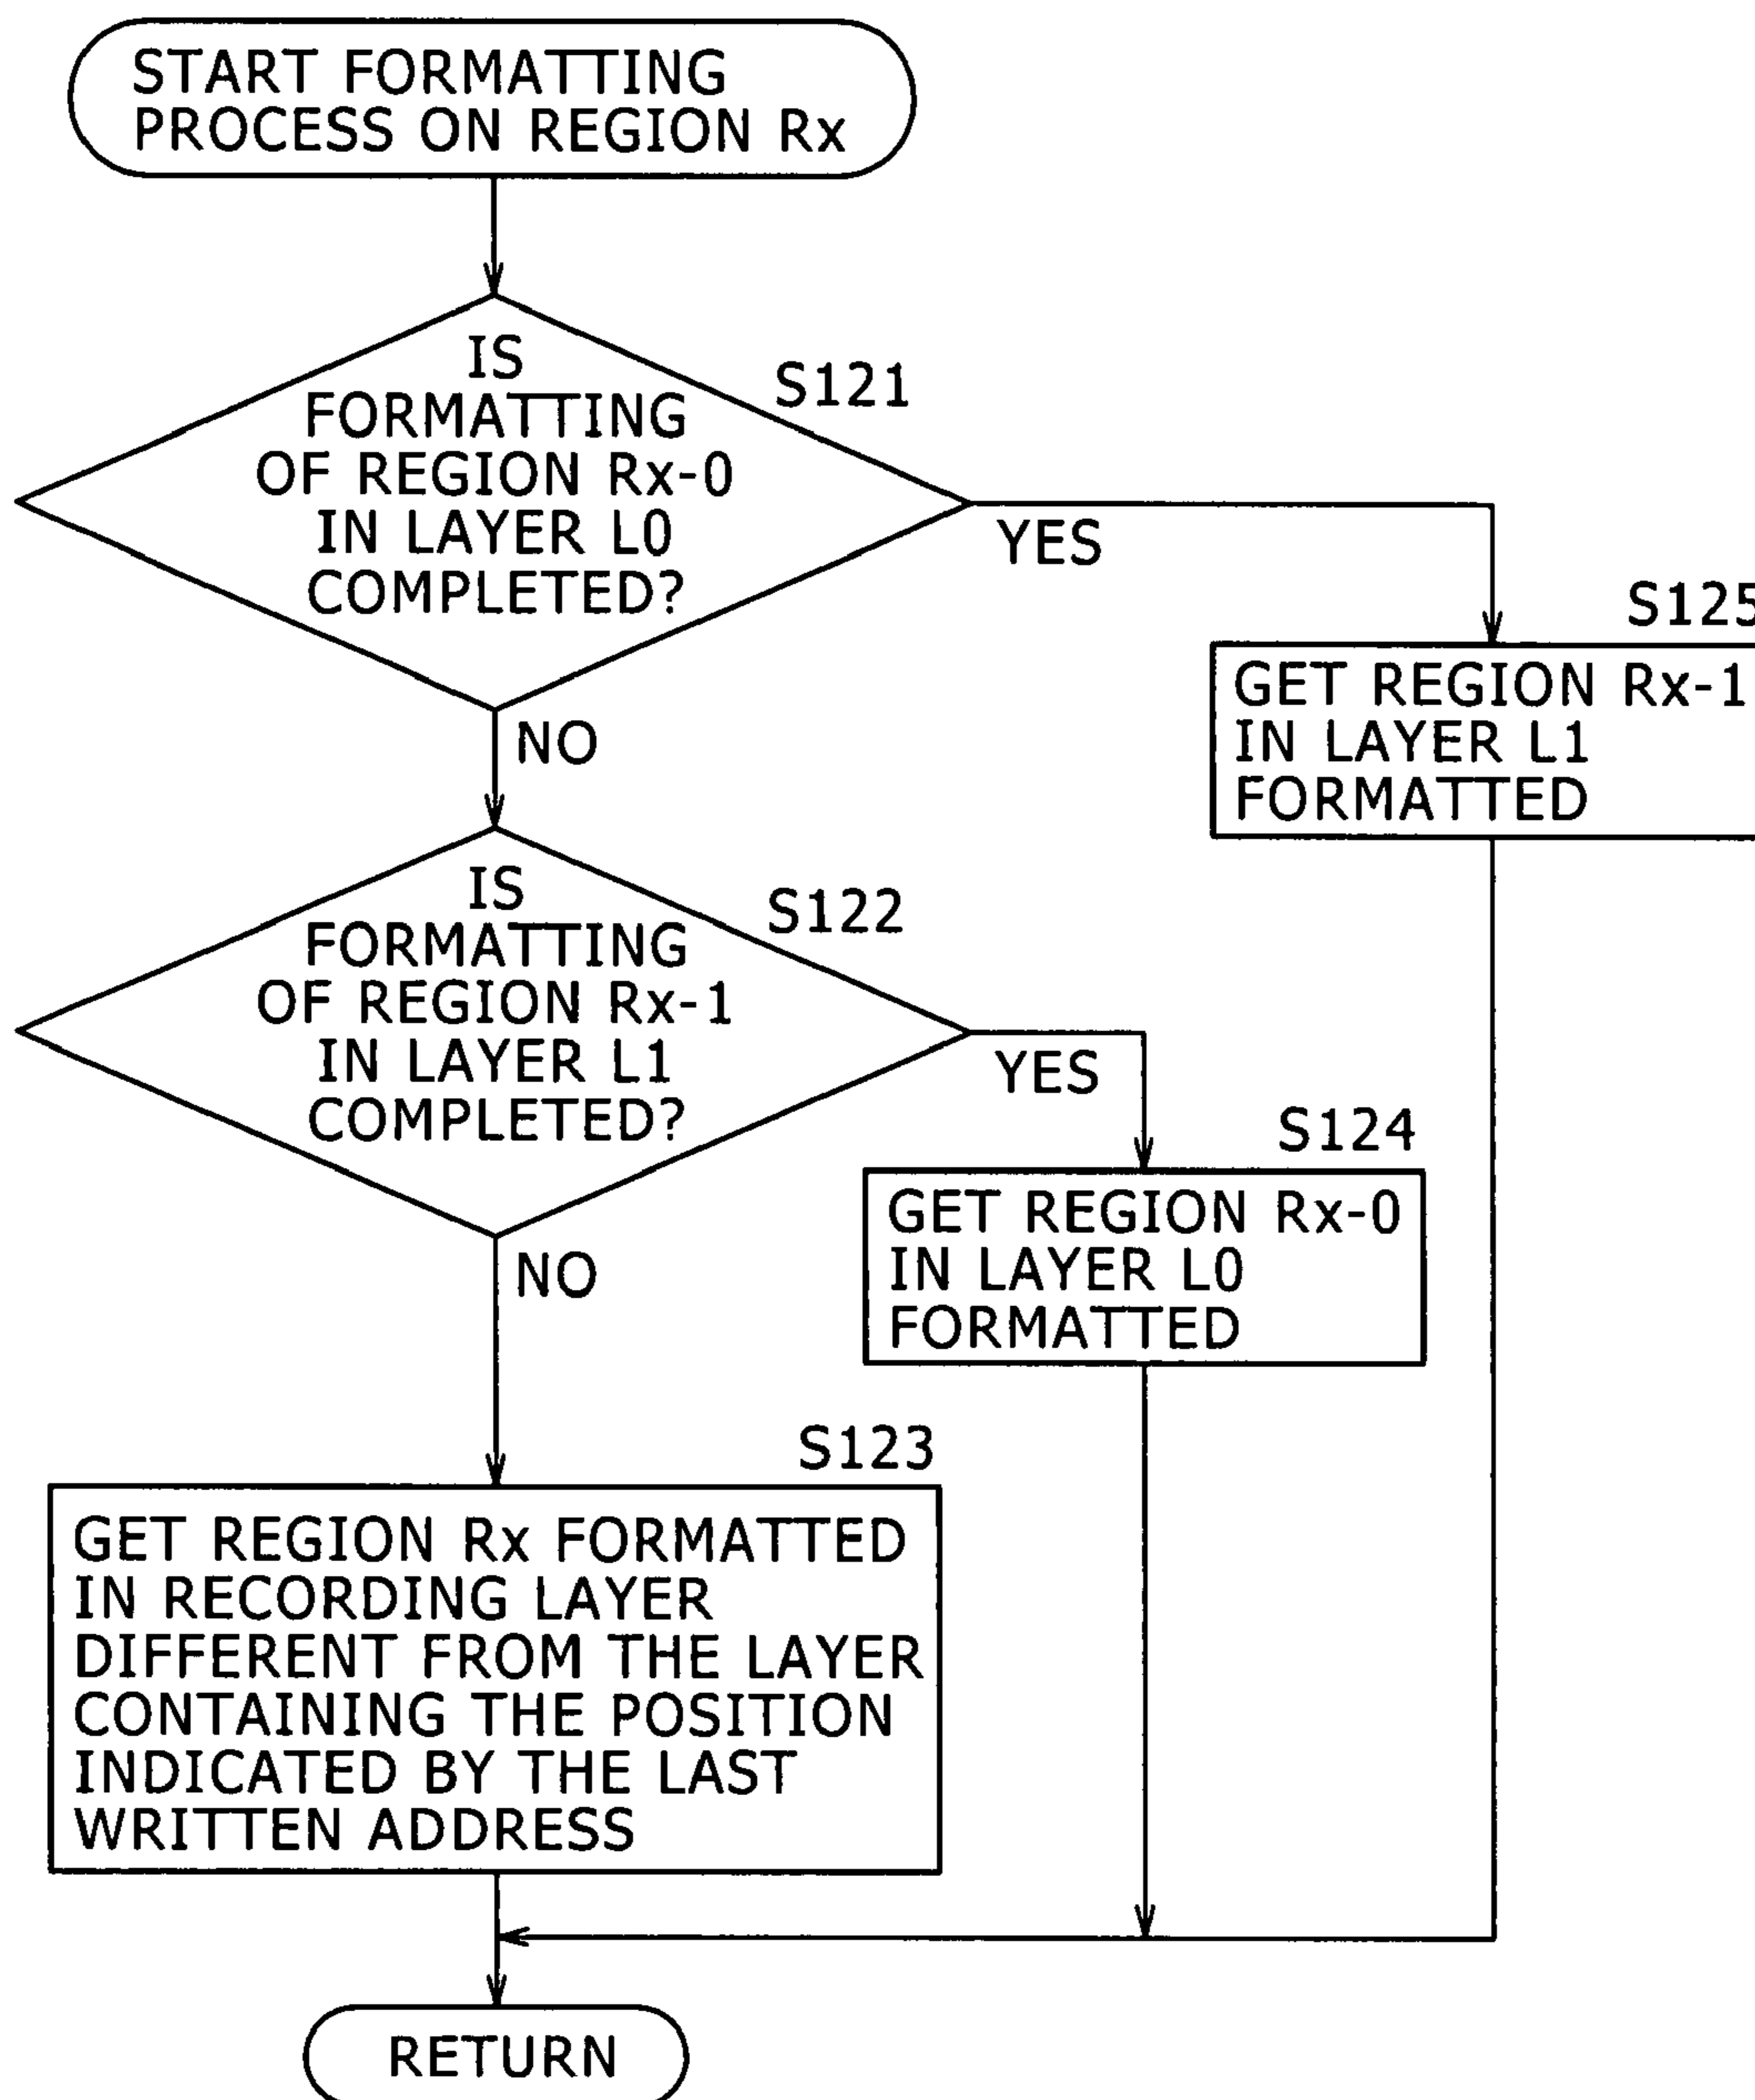 START FORMATTING
PROCESS ON REGION Rx
IS
FORMATTING
OF REGION Rx-0
IN LAYER L0
COMPLETED?
S121
YES
NO
S125
GET REGION Rx-1
IN LAYER L1
FORMATTED
IS
FORMATTING
OF REGION Rx-1
IN LAYER L1
COMPLETED?
S122
YES
NO
S124
GET REGION Rx-0
IN LAYER L0
FORMATTED
S123
GET REGION Rx FORMATTED
IN RECORDING LAYER
DIFFERENT FROM THE LAYER
CONTAINING THE POSITION
INDICATED BY THE LAST
WRITTEN ADDRESS
RETURN